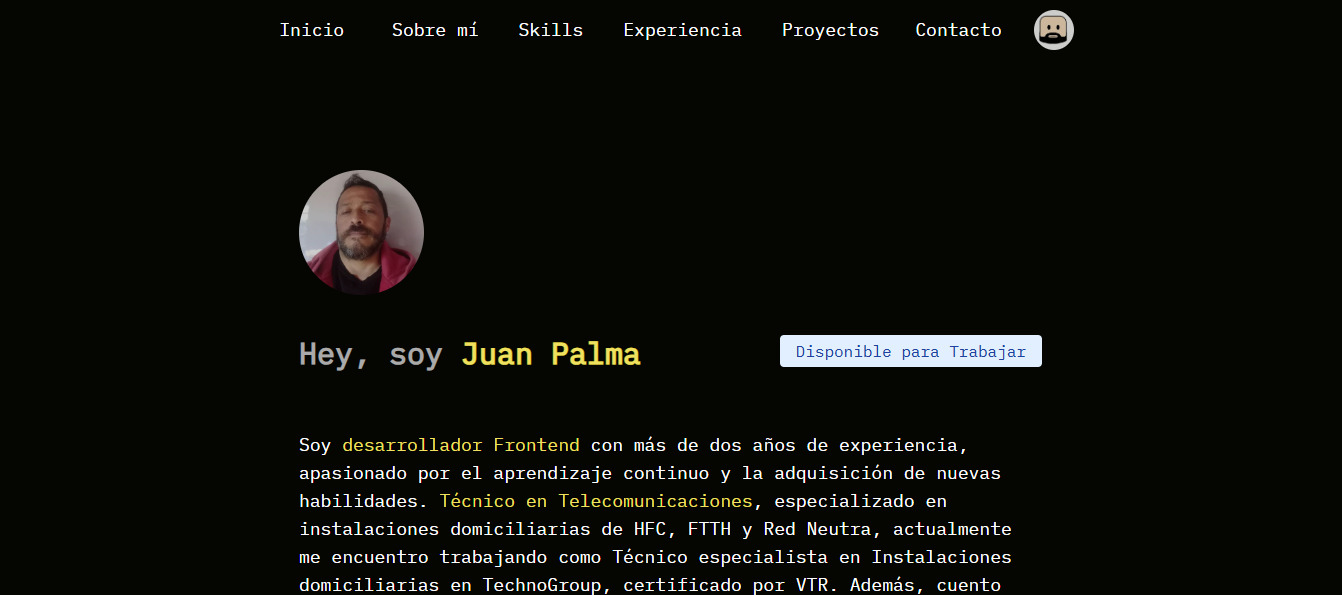 Inicio Sobre mí Skills Experiencia Proyectos Contacto
Hey, soy Juan Palma
Disponible para Trabajar
Soy desarrollador Frontend con más de dos años de experiencia,
apasionado por el aprendizaje continuo y la adquisición de nuevas
habilidades. Técnico en Telecomunicaciones, especializado en
instalaciones domiciliarias de HFC, FTTH y Red Neutra, actualmente
me encuentro trabajando como Técnico especialista en Instalaciones
domiciliarias en TechnoGroup, certificado por VTR. Además, cuento